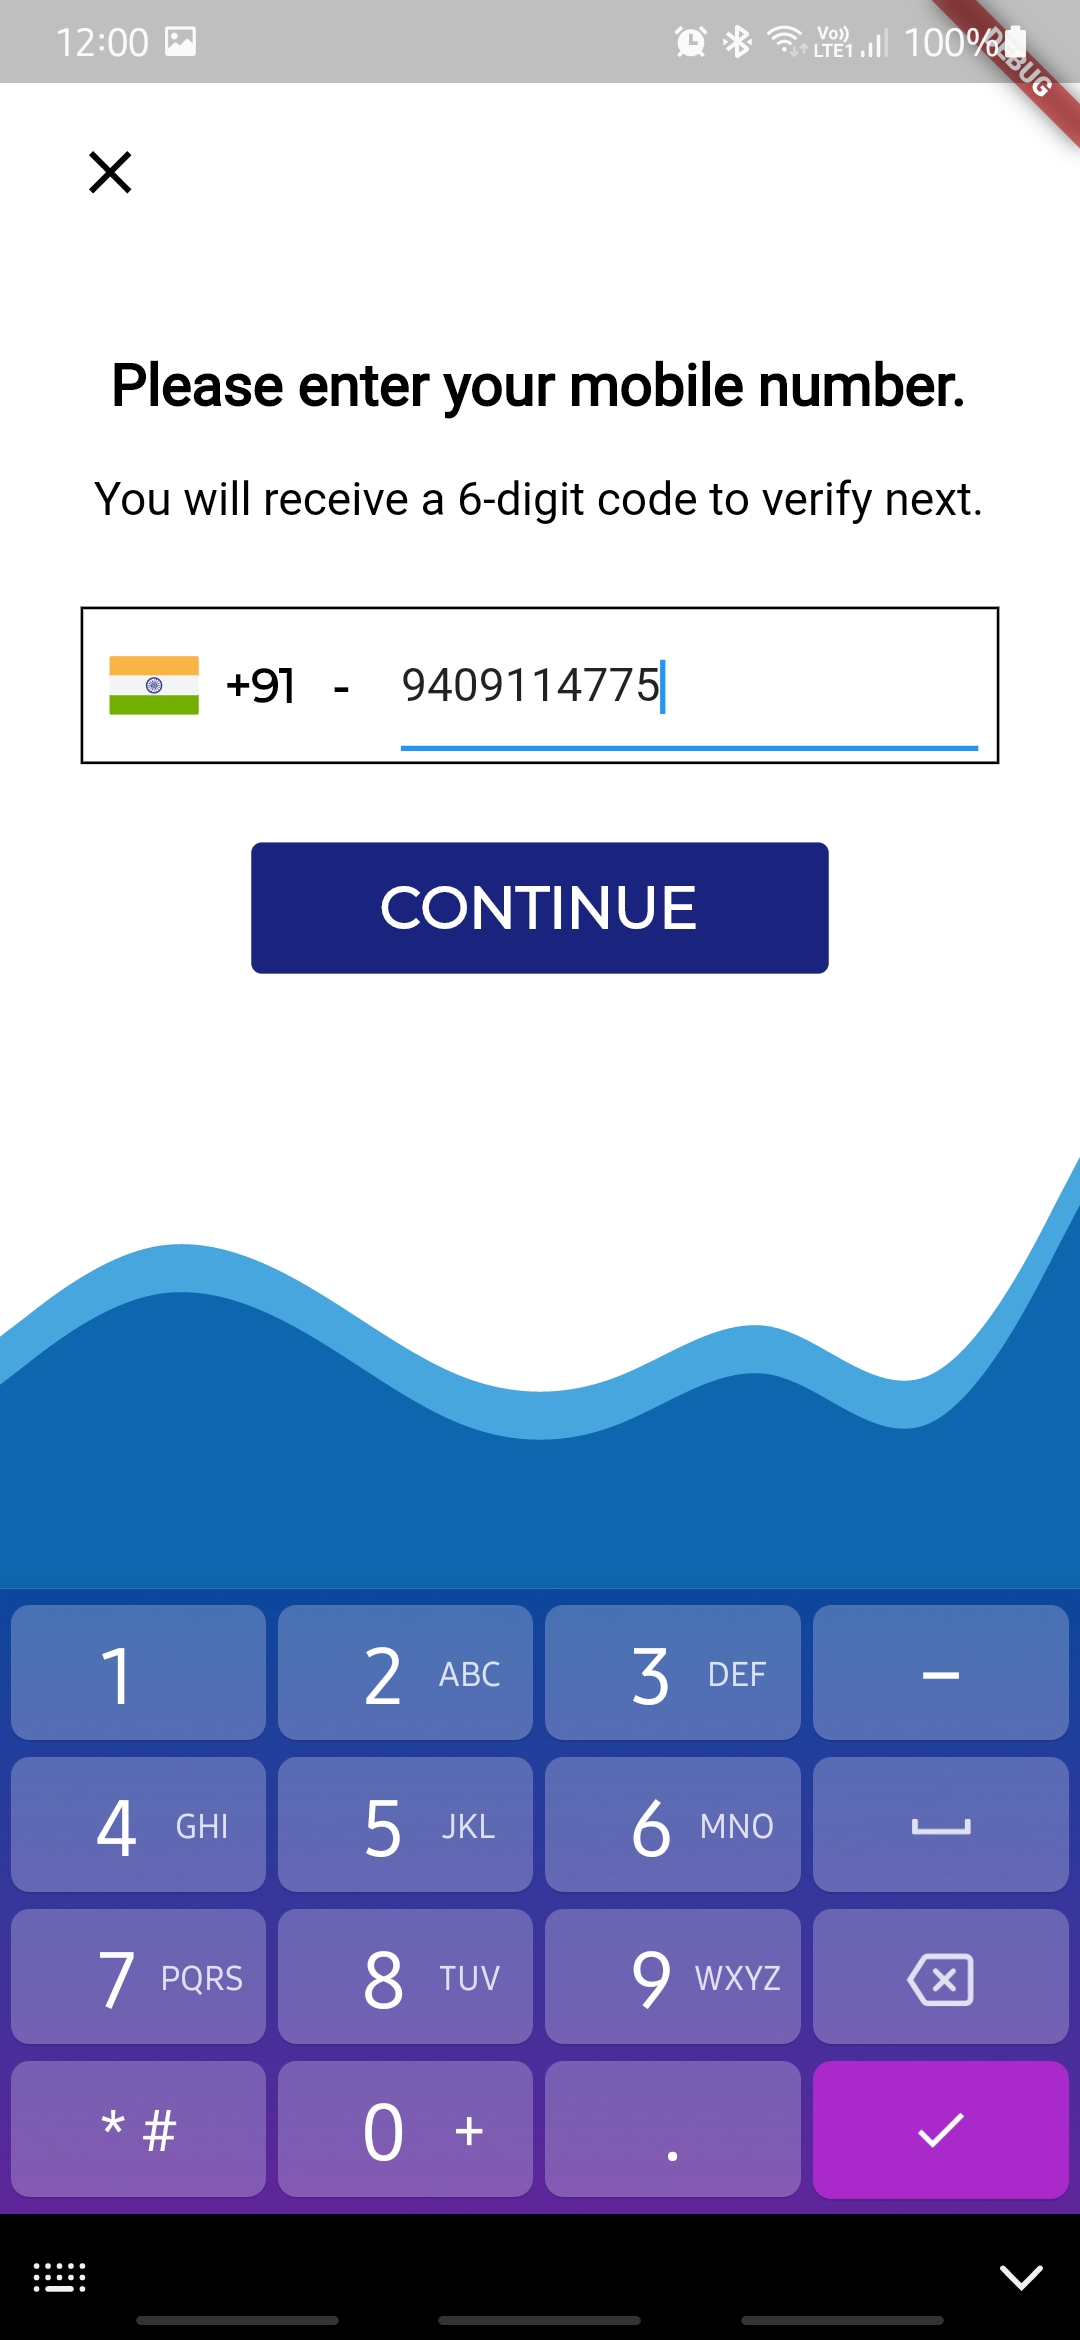 12:00 Vo)) LTE1 100%
DEBUG
Please enter your mobile number.
You will receive a 6-digit code to verify next.
+91 - 9409114775
CONTINUE
1 2 ABC 3 DEF –
4 GHI 5 JKL 6 MNO
7 PQRS 8 TUV 9 WXYZ
* # 0 + .